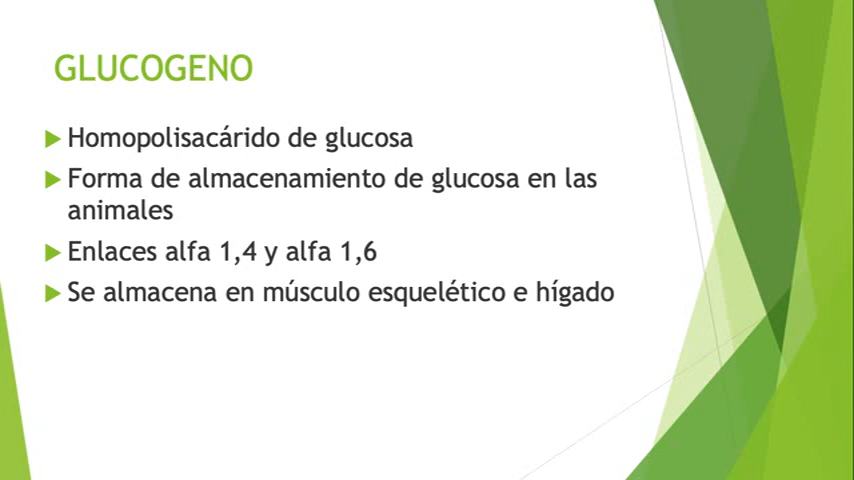 GLUCOGENO
Homopolisacárido de glucosa
Forma de almacenamiento de glucosa en las
animales
Enlaces alfa 1,4 y alfa 1,6
Se almacena en músculo esquelético e hígado